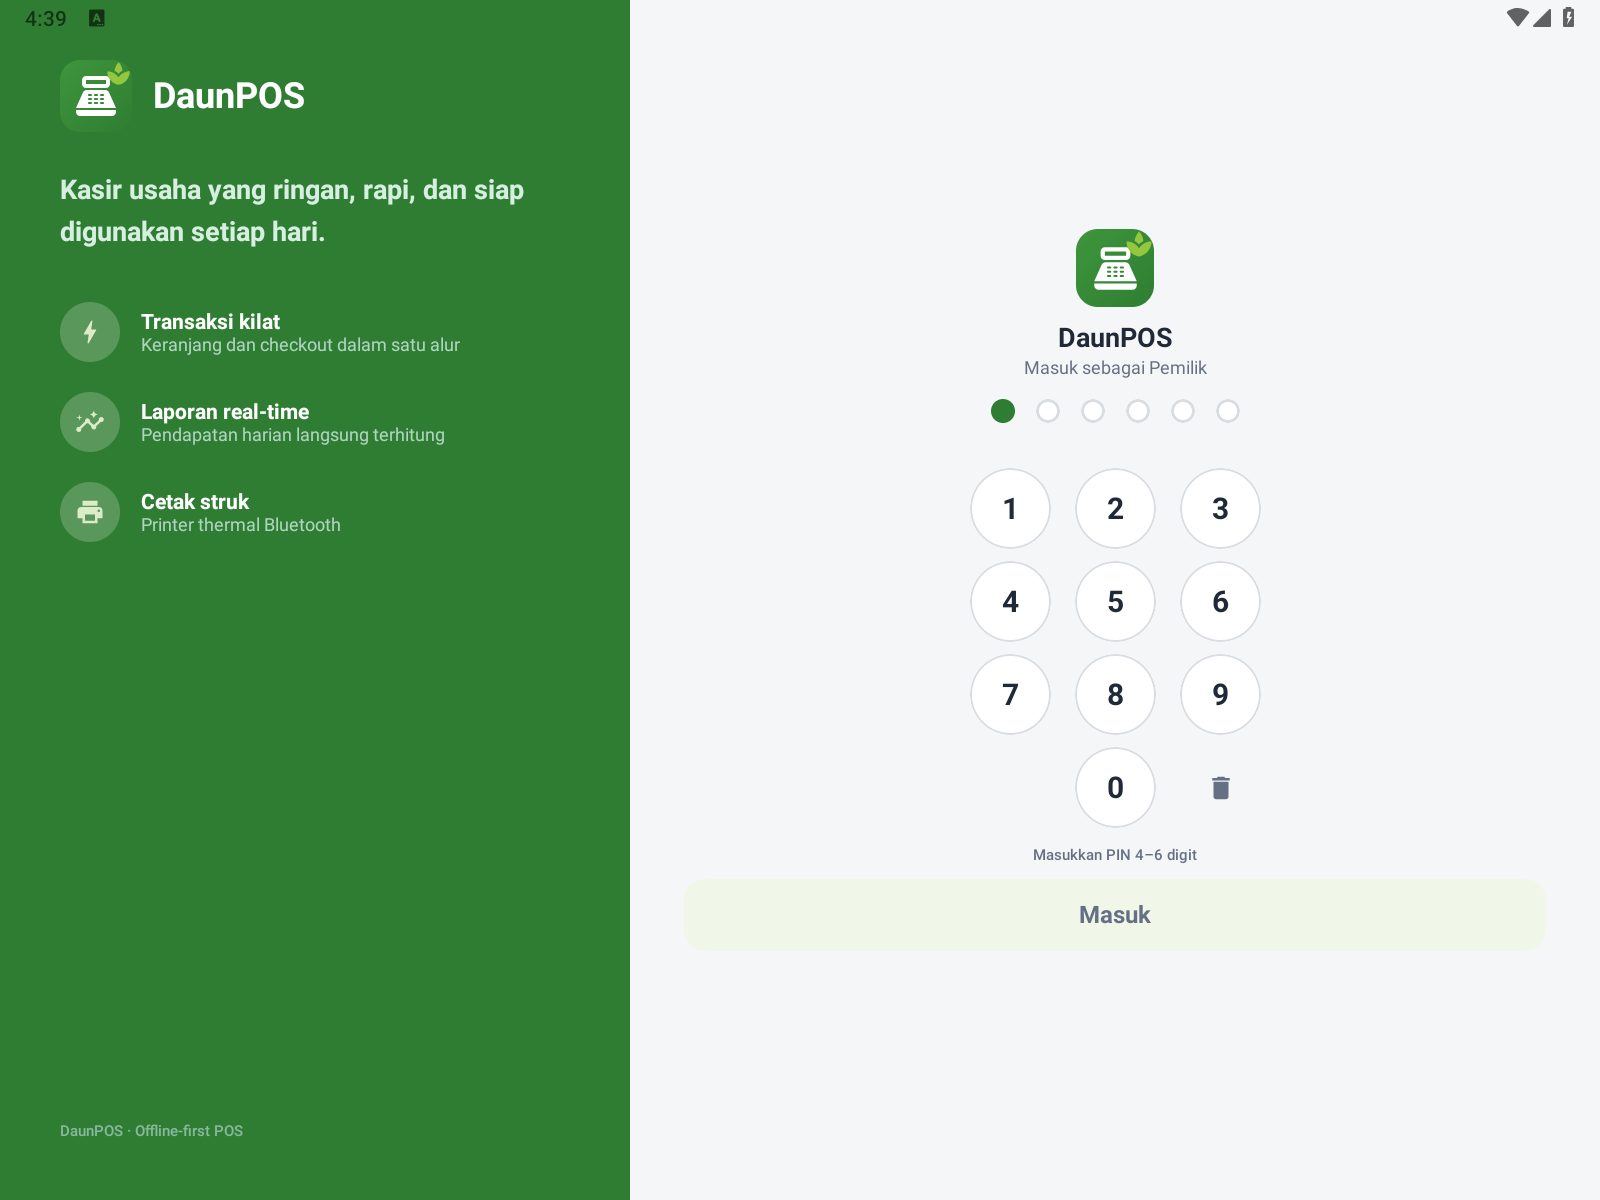 4:39
DaunPOS
Kasir usaha yang ringan, rapi, dan siap
digunakan setiap hari.
Transaksi kilat
Keranjang dan checkout dalam satu alur
Laporan real-time
Pendapatan harian langsung terhitung
Cetak struk
Printer thermal Bluetooth
DaunPOS · Offline-first POS
DaunPOS
Masuk sebagai Pemilik
1 2 3
4 5 6
7 8 9
0
Masukkan PIN 4–6 digit
Masuk